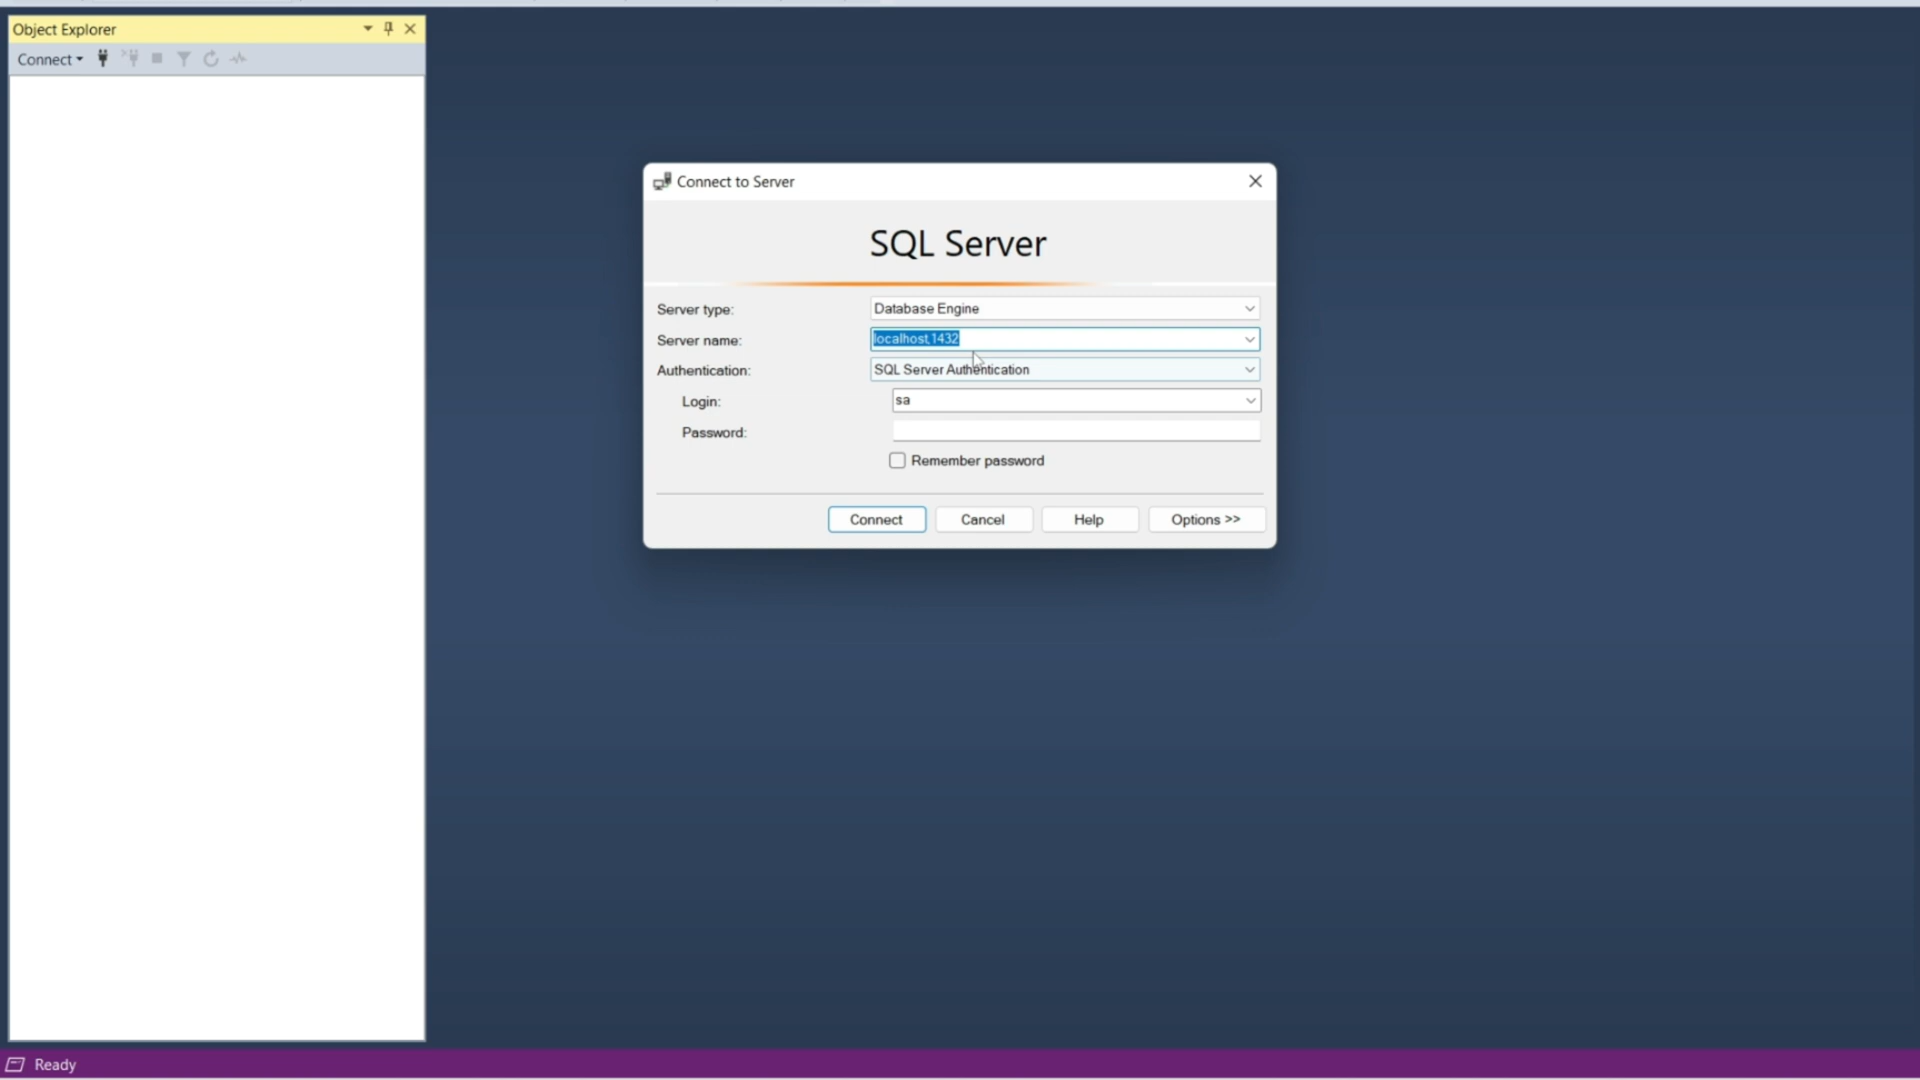 Object Explorer
Connect
Connect to Server
SQL Server
Server type: Database Engine
Server name: localhost,1432
Authentication: SQL Server Authentication
Login: sa
Password:
Remember password
Connect Cancel Help Options >>
Ready